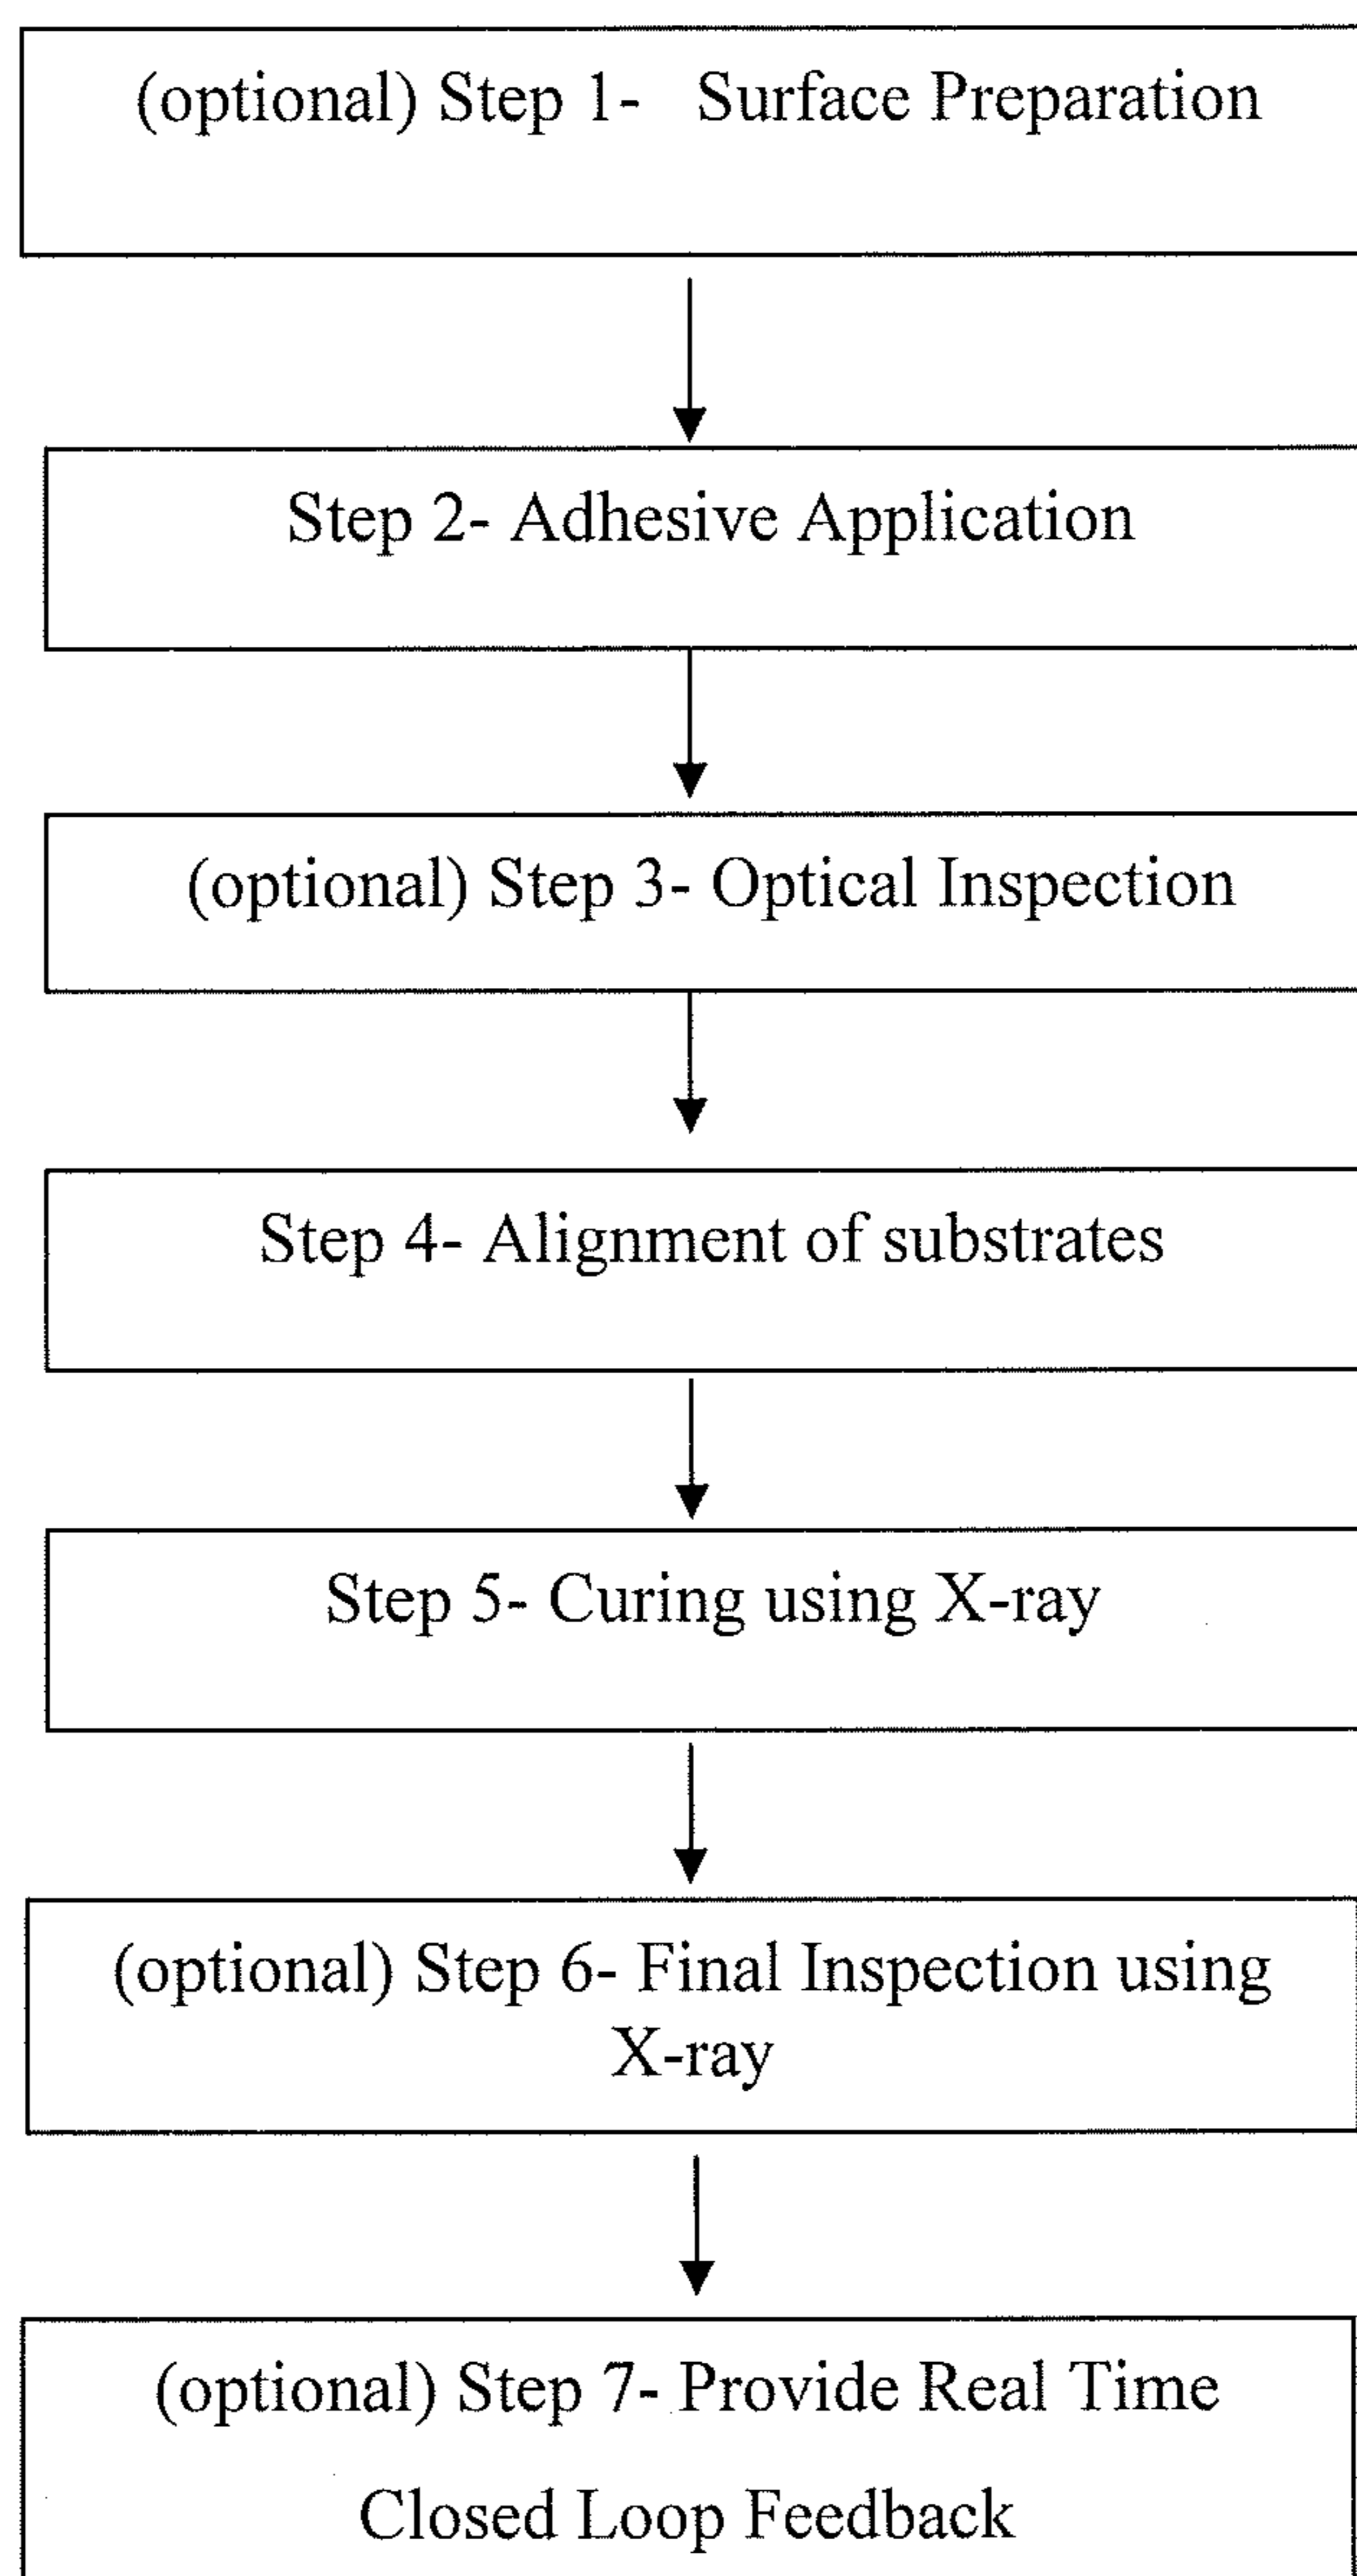 (optional) Step 1- Surface Preparation
Step 2- Adhesive Application
(optional) Step 3- Optical Inspection
Step 4- Alignment of substrates
Step 5- Curing using X-ray
(optional) Step 6- Final Inspection using
X-ray
(optional) Step 7- Provide Real Time
Closed Loop Feedback